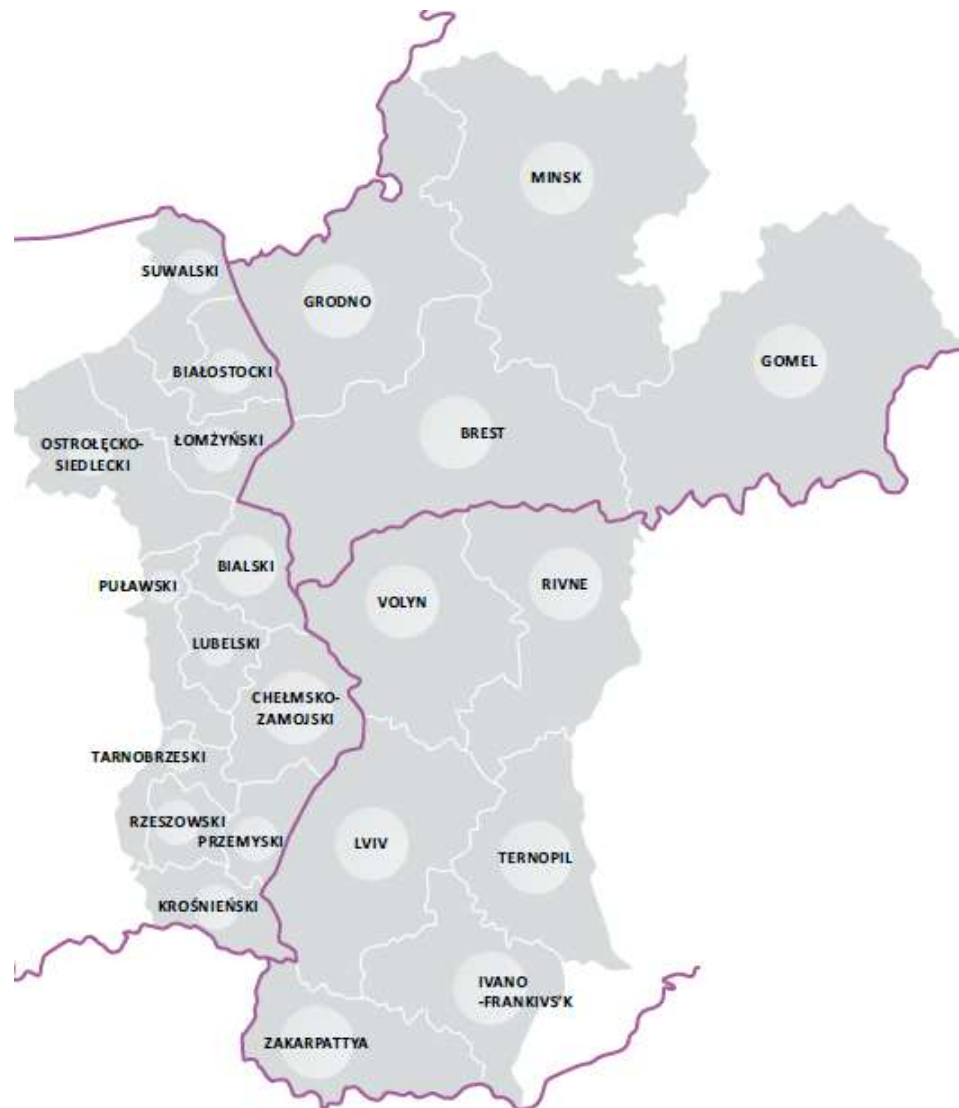 MINSK
SUWALSKI
GRODNO
GOMEL
BIAŁOSTOCKI
BREST
ŁOMŻYŃSKI
OSTROŁĘCKO-
SIEDLECKI
BIALSKI
PUŁAWSKI
RIVNE
VOLYN
LUBELSKI
CHEŁMSKO-
ZAMOJSKI
TARNOBRZESKI
RZESZOWSKI
PRZEMYSKI
LVIV
TERNOPIL
KROŚNIEŃSKI
IVANO
-FRANKIVS’K
ZAKARPATTYA